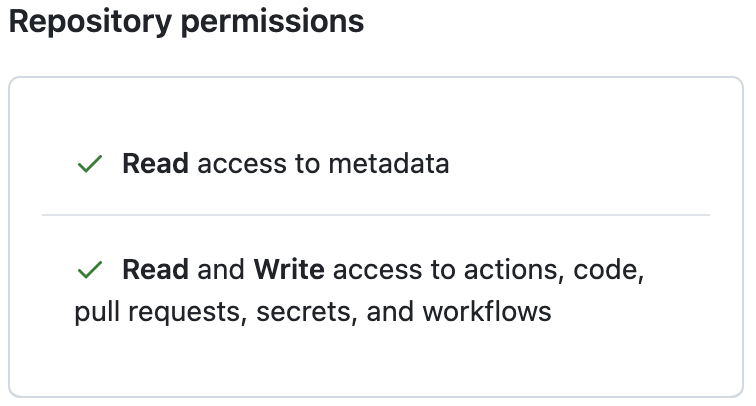 Repository permissions
Read access to metadata
Read and Write access to actions, code,
pull requests, secrets, and workflows